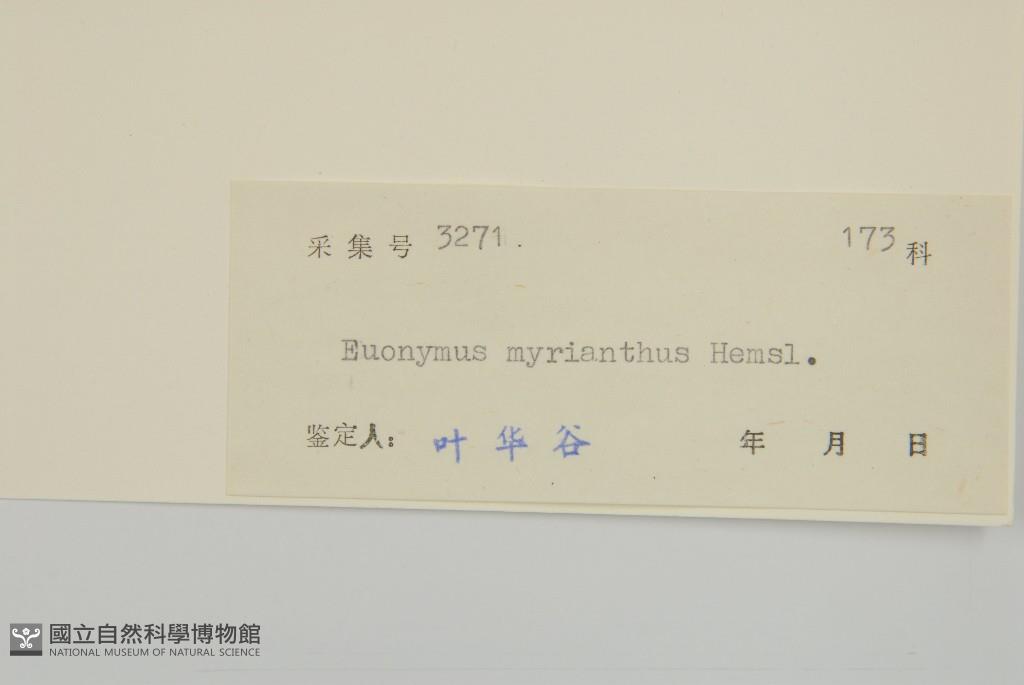 采集号 3271. 173 科
Euonymus myrianthus Hemsl.
鉴定人: 叶华谷 年 月 日
國立自然科學博物館
NATIONAL MUSEUM OF NATURAL SCIENCE